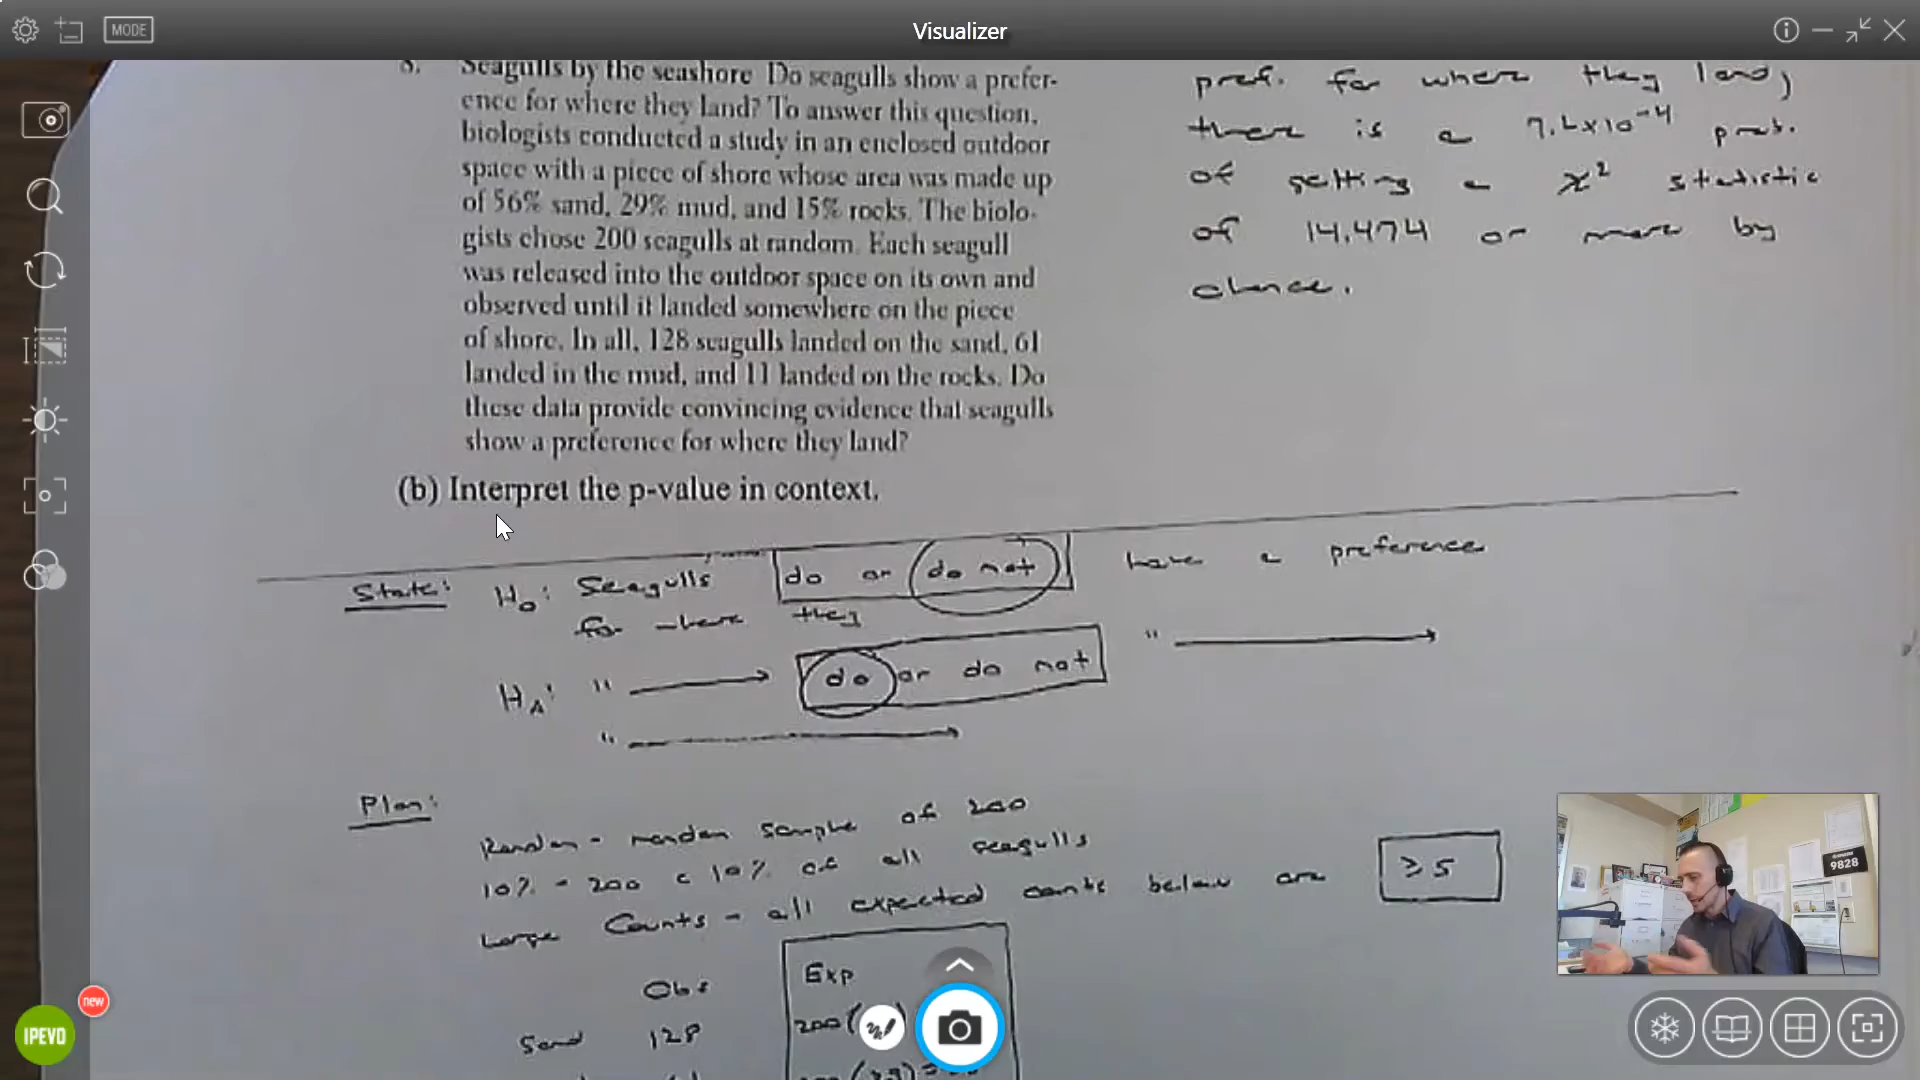 MODE
Visualizer
8. Seagulls by the seashore Do seagulls show a prefer-
ence for where they land? To answer this question,
biologists conducted a study in an enclosed outdoor
space with a piece of shore whose area was made up
of 56% sand, 29% mud, and 15% rocks. The biolo-
gists chose 200 seagulls at random. Each seagull
was released into the outdoor space on its own and
observed until it landed somewhere on the piece
of shore. In all, 128 seagulls landed on the sand, 61
landed in the mud, and 11 landed on the rocks. Do
these data provide convincing evidence that seagulls
show a preference for where they land?
(b) Interpret the p-value in context.
pref. for where they land,
there is a 7.2x10⁻⁴ prob.
of getting a x² statistic
of 14.474 or more by
chance.
State: H₀: Seagulls do or do not have a preference
for where they
Hₐ: " → do or do not " →
" →
Plan:
Random - random sample of 200
10% - 200 < 10% of all seagulls
Large Counts - all expected counts below are ≥5
Obs Exp
Sand 128 200(
9828
new
IPEVO